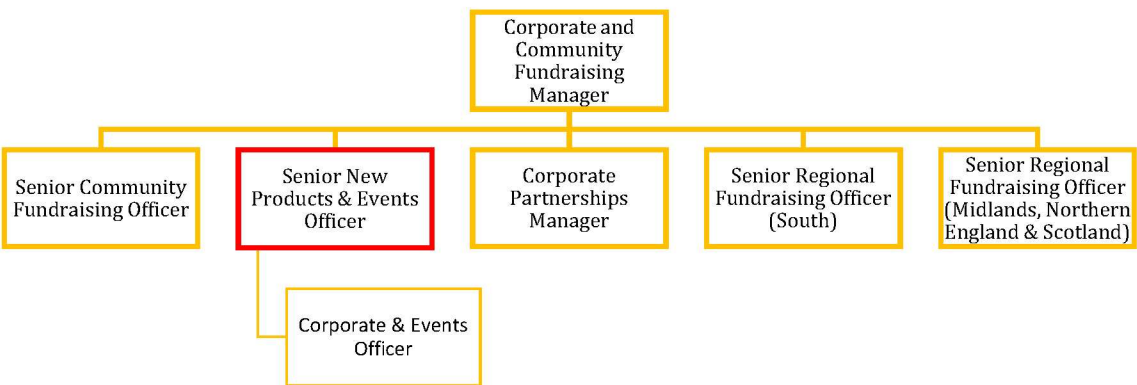 Corporate and
Community
Fundraising
Manager
Senior Community
Fundraising Officer
Senior New
Products & Events
Officer
Corporate
Partnerships
Manager
Senior Regional
Fundraising Officer
(South)
Senior Regional
Fundraising Officer
(Midlands, Northern
England & Scotland)
Corporate & Events
Officer